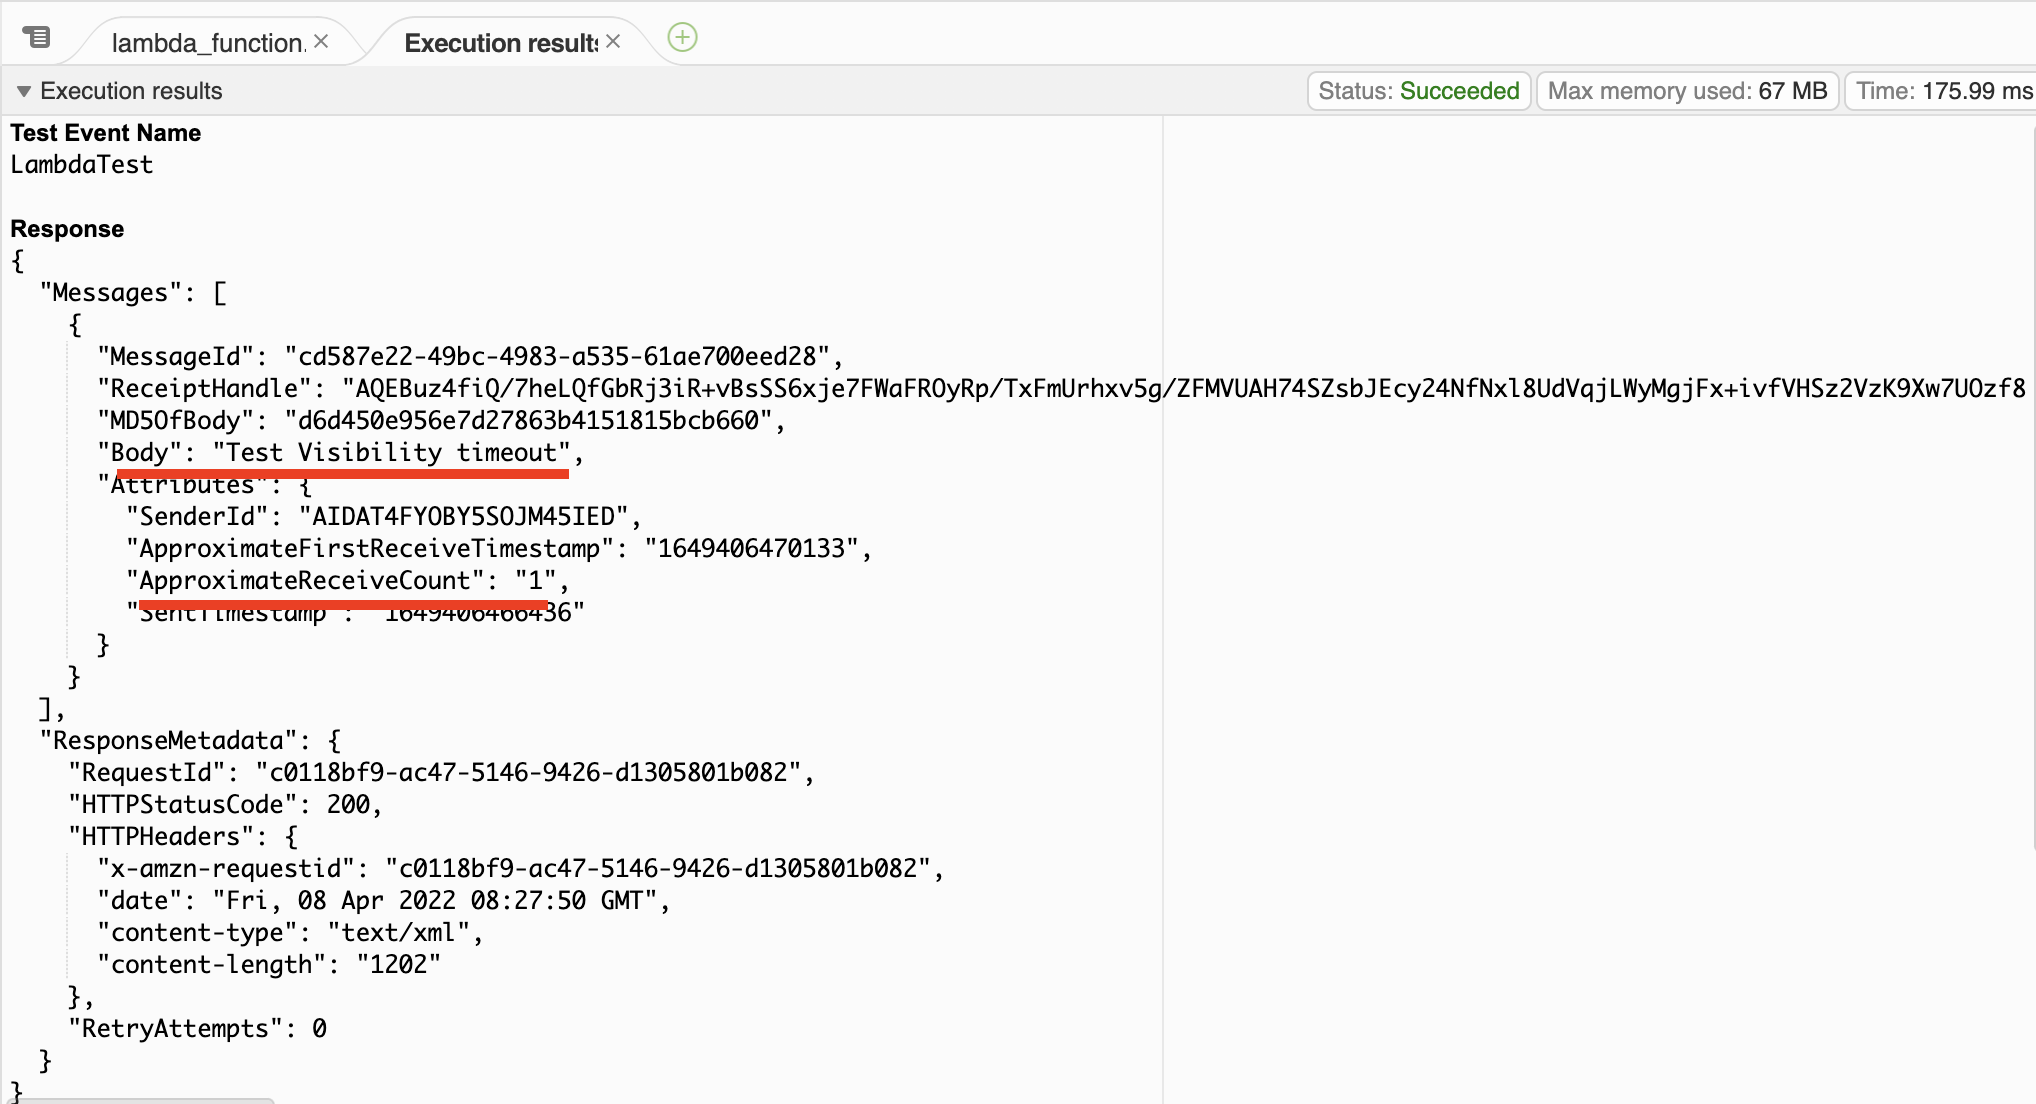 lambda_function.
Execution results
Execution results
Status: Succeeded
Max memory used: 67 MB
Time: 175.99 ms
Test Event Name
LambdaTest
Response
{
  "Messages": [
    {
      "MessageId": "cd587e22-49bc-4983-a535-61ae700eed28",
      "ReceiptHandle": "AQEBuz4fiQ/7heLQfGbRj3iR+vBsSS6xje7FWaFROyRp/TxFmUrhxv5g/ZFMVUAH74SZsbJEcy24NfNxl8UdVqjLWyMgjFx+ivfVHSz2VzK9Xw7UOzf8
      "MD5OfBody": "d6d450e956e7d27863b4151815bcb660",
      "Body": "Test Visibility timeout",
      "Attributes": {
        "SenderId": "AIDAT4FYOBY5SOJM45IED",
        "ApproximateFirstReceiveTimestamp": "1649406470133",
        "ApproximateReceiveCount": "1",
        "SentTimestamp": "1649406466436"
      }
    }
  ],
  "ResponseMetadata": {
    "RequestId": "c0118bf9-ac47-5146-9426-d1305801b082",
    "HTTPStatusCode": 200,
    "HTTPHeaders": {
      "x-amzn-requestid": "c0118bf9-ac47-5146-9426-d1305801b082",
      "date": "Fri, 08 Apr 2022 08:27:50 GMT",
      "content-type": "text/xml",
      "content-length": "1202"
    },
    "RetryAttempts": 0
  }
}